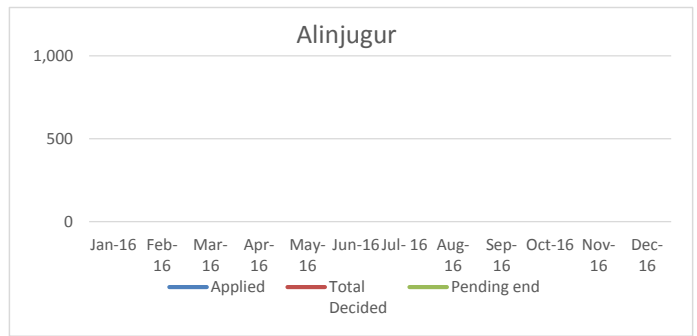 Alinjugur
1,000
500
0
Jan-16 Feb-16 Mar-16 Apr-16 May-16 Jun-16 Jul- 16 Aug-16 Sep-16 Oct-16 Nov-16 Dec-16
Applied Total Decided Pending end